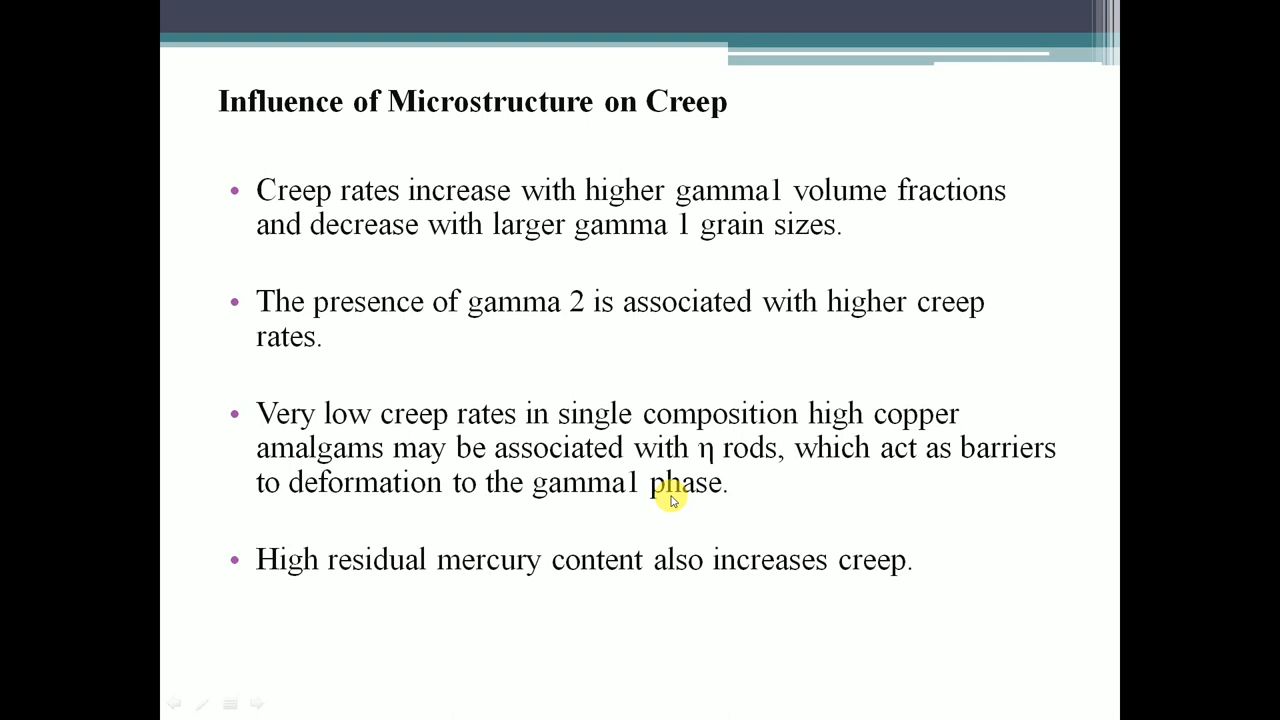 Influence of Microstructure on Creep
• Creep rates increase with higher gamma1 volume fractions
and decrease with larger gamma 1 grain sizes.
• The presence of gamma 2 is associated with higher creep
rates.
• Very low creep rates in single composition high copper
amalgams may be associated with η rods, which act as barriers
to deformation to the gamma1 phase.
• High residual mercury content also increases creep.